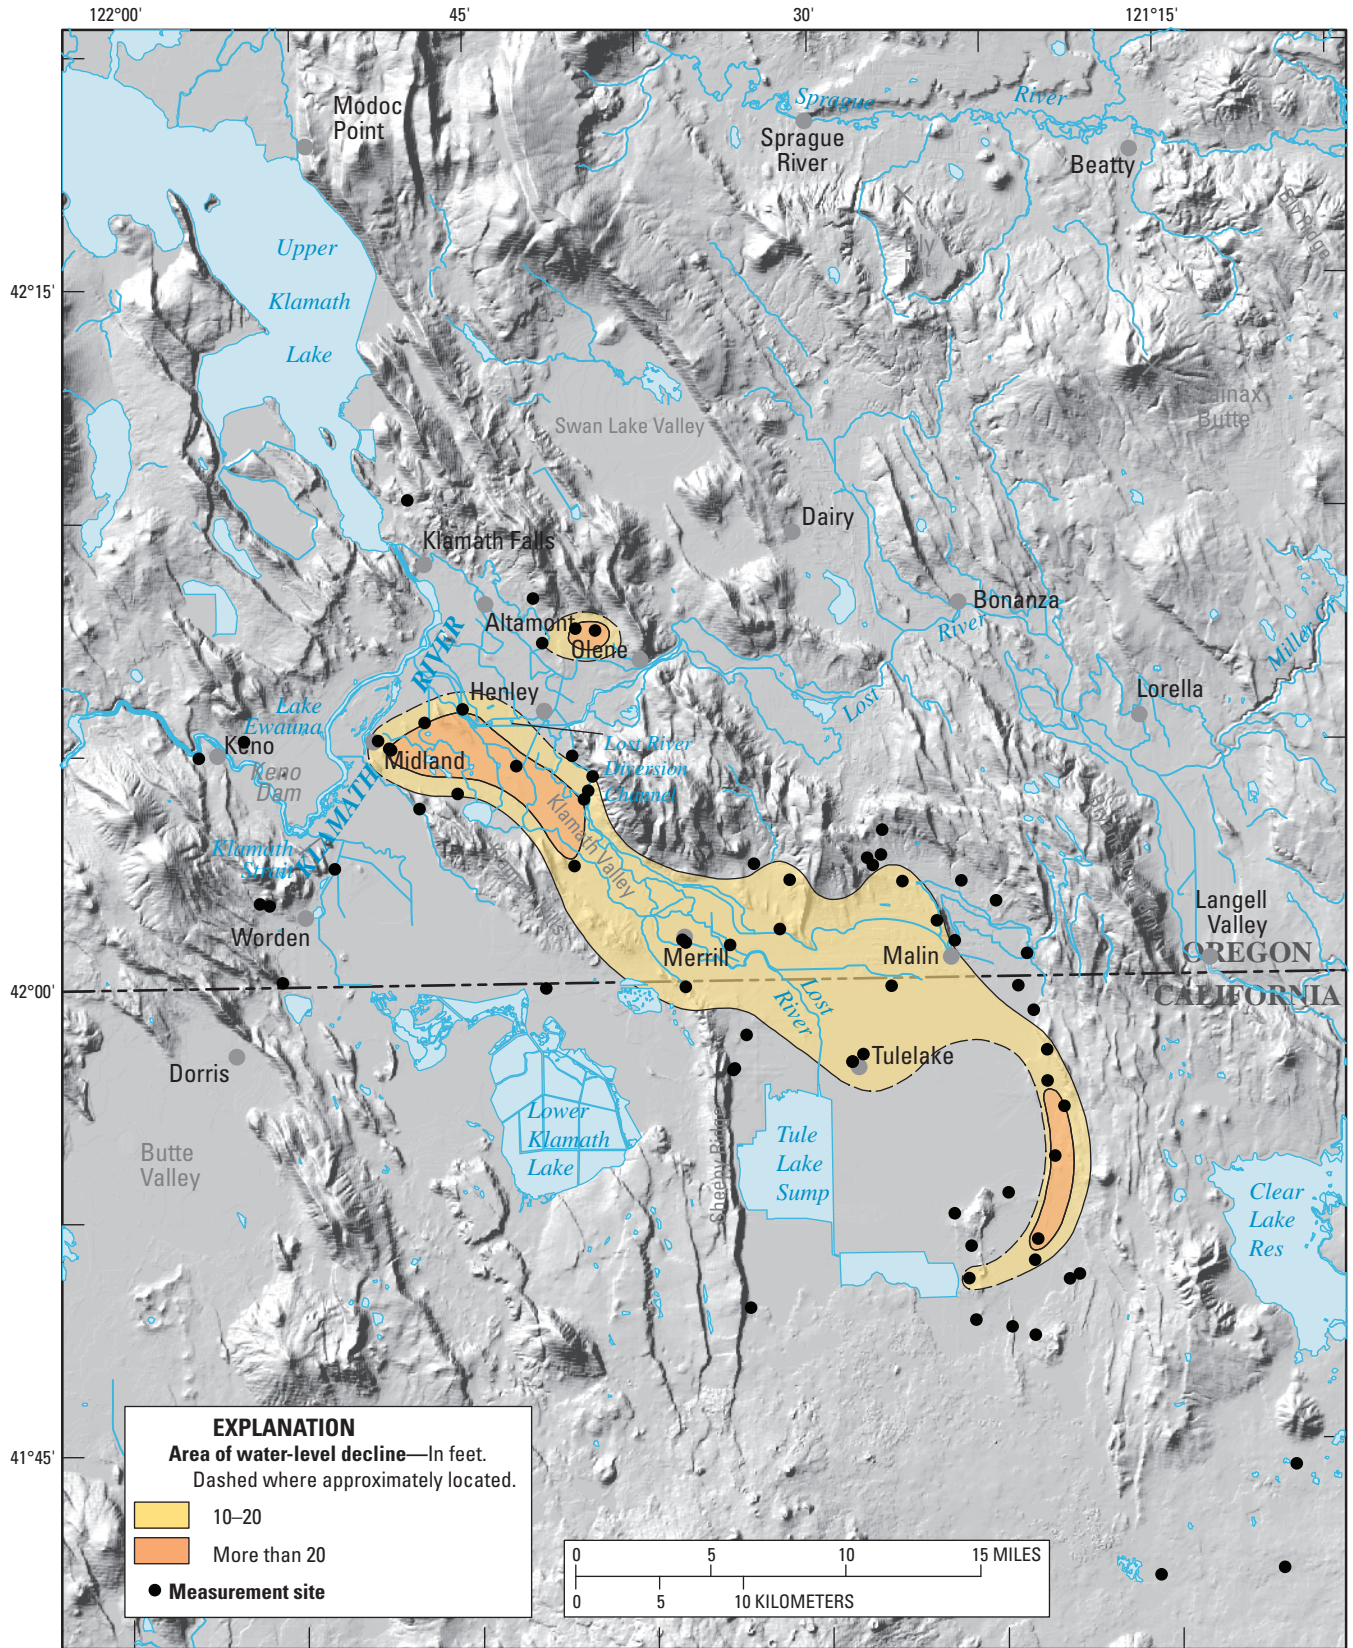 122°00'
45'
30'
121°15'
Modoc
Point
Sprague
River
Sprague
River
Beatty
Upper
Klamath
Lake
42°15'
Swan Lake Valley
Butte
Dairy
Klamath Falls
Bonanza
River
Altamont
Olene
Miller Cr
RIVER
Henley
Lorella
Lake
Ewauna
Lost
Keno
Keno
Dam
Midland
Lost River
Diversion
Channel
KLAMATH
Klamath Valley
Klamath
Strait
Langell
Valley
Worden
Merrill
Malin
OREGON
42°00'
CALIFORNIA
Lost
River
Tulelake
Dorris
Lower
Klamath
Lake
Sheepy Ridge
Tule
Lake
Sump
Butte
Valley
Clear
Lake
Res
41°45'
EXPLANATION
Area of water-level decline—In feet.
Dashed where approximately located.
10–20
More than 20
Measurement site
0 5 10 15 MILES
0 5 10 KILOMETERS